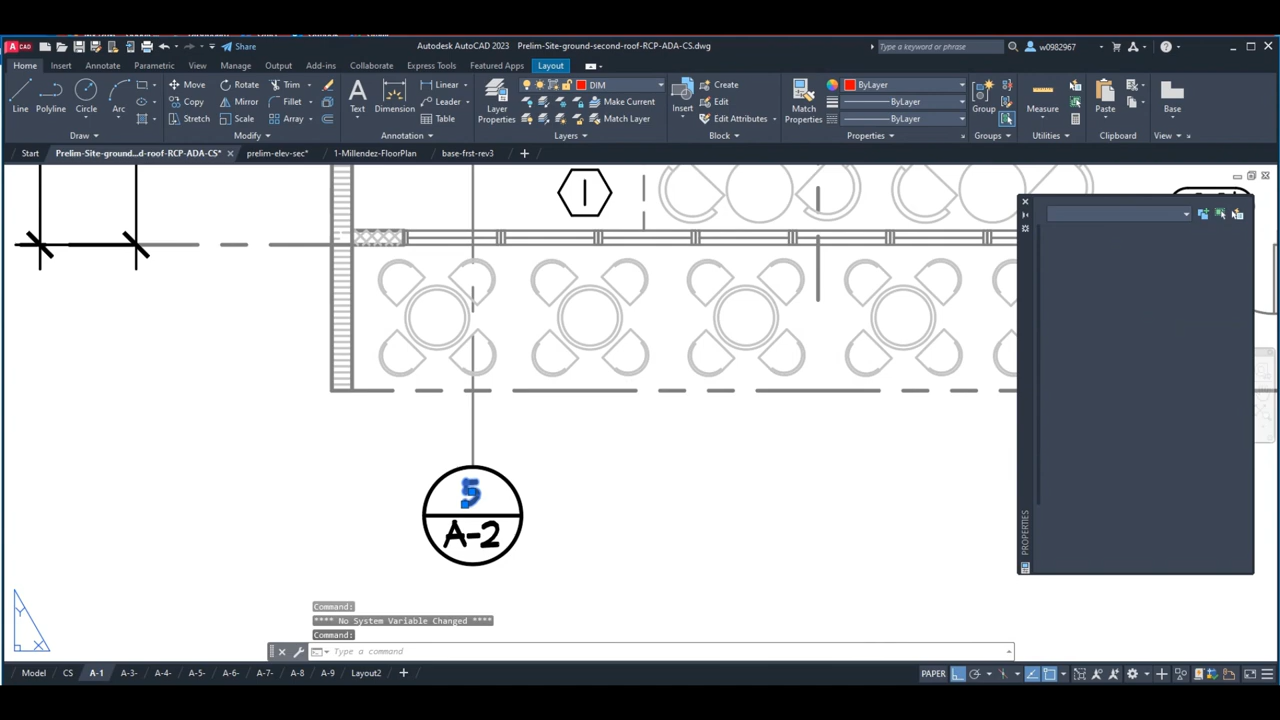 CAD
Share
Autodesk AutoCAD 2023 Prelim-Site-ground-second-roof-RCP-ADA-CS.dwg
Type a keyword or phrase
w0982967
Home Insert Annotate Parametric View Manage Output Add-ins Collaborate Express Tools Featured Apps Layout
Line Polyline Circle Arc
Move Rotate Trim
Copy Mirror Fillet
Stretch Scale Array
Text Dimension
Linear
Leader
Table
Layer Properties
DIM
Make Current
Match Layer
Insert
Create
Edit
Edit Attributes
Match Properties
ByLayer
ByLayer
ByLayer
Group
Measure
Paste
Base
Draw Modify Annotation Layers Block Properties Groups Utilities Clipboard View
Start Prelim-Site-ground...d-roof-RCP-ADA-CS* prelim-elev-sec* 1-Millendez-FloorPlan base-frst-rev3
1
5
A-2
PROPERTIES
Y
X
Command:
**** No System Variable Changed ****
Command:
Type a command
Model CS A-1 A-3- A-4- A-5- A-6- A-7- A-8 A-9 Layout2
PAPER